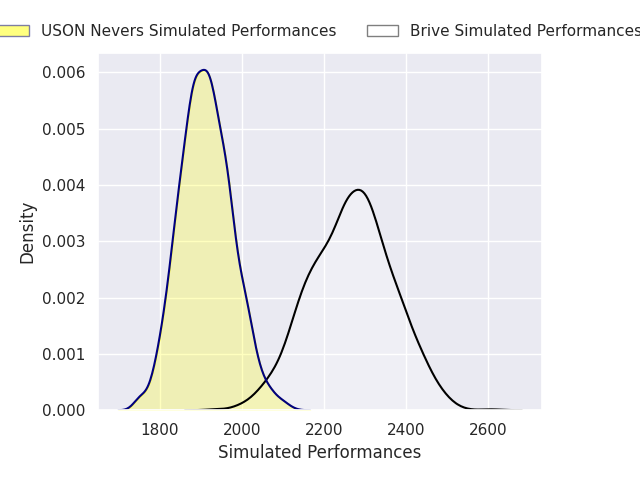 USON Nevers Simulated Performances Brive Simulated Performances
0.006
0.005
0.004
0.003
0.002
0.001
0.000
Density
1800 2000 2200 2400 2600
Simulated Performances